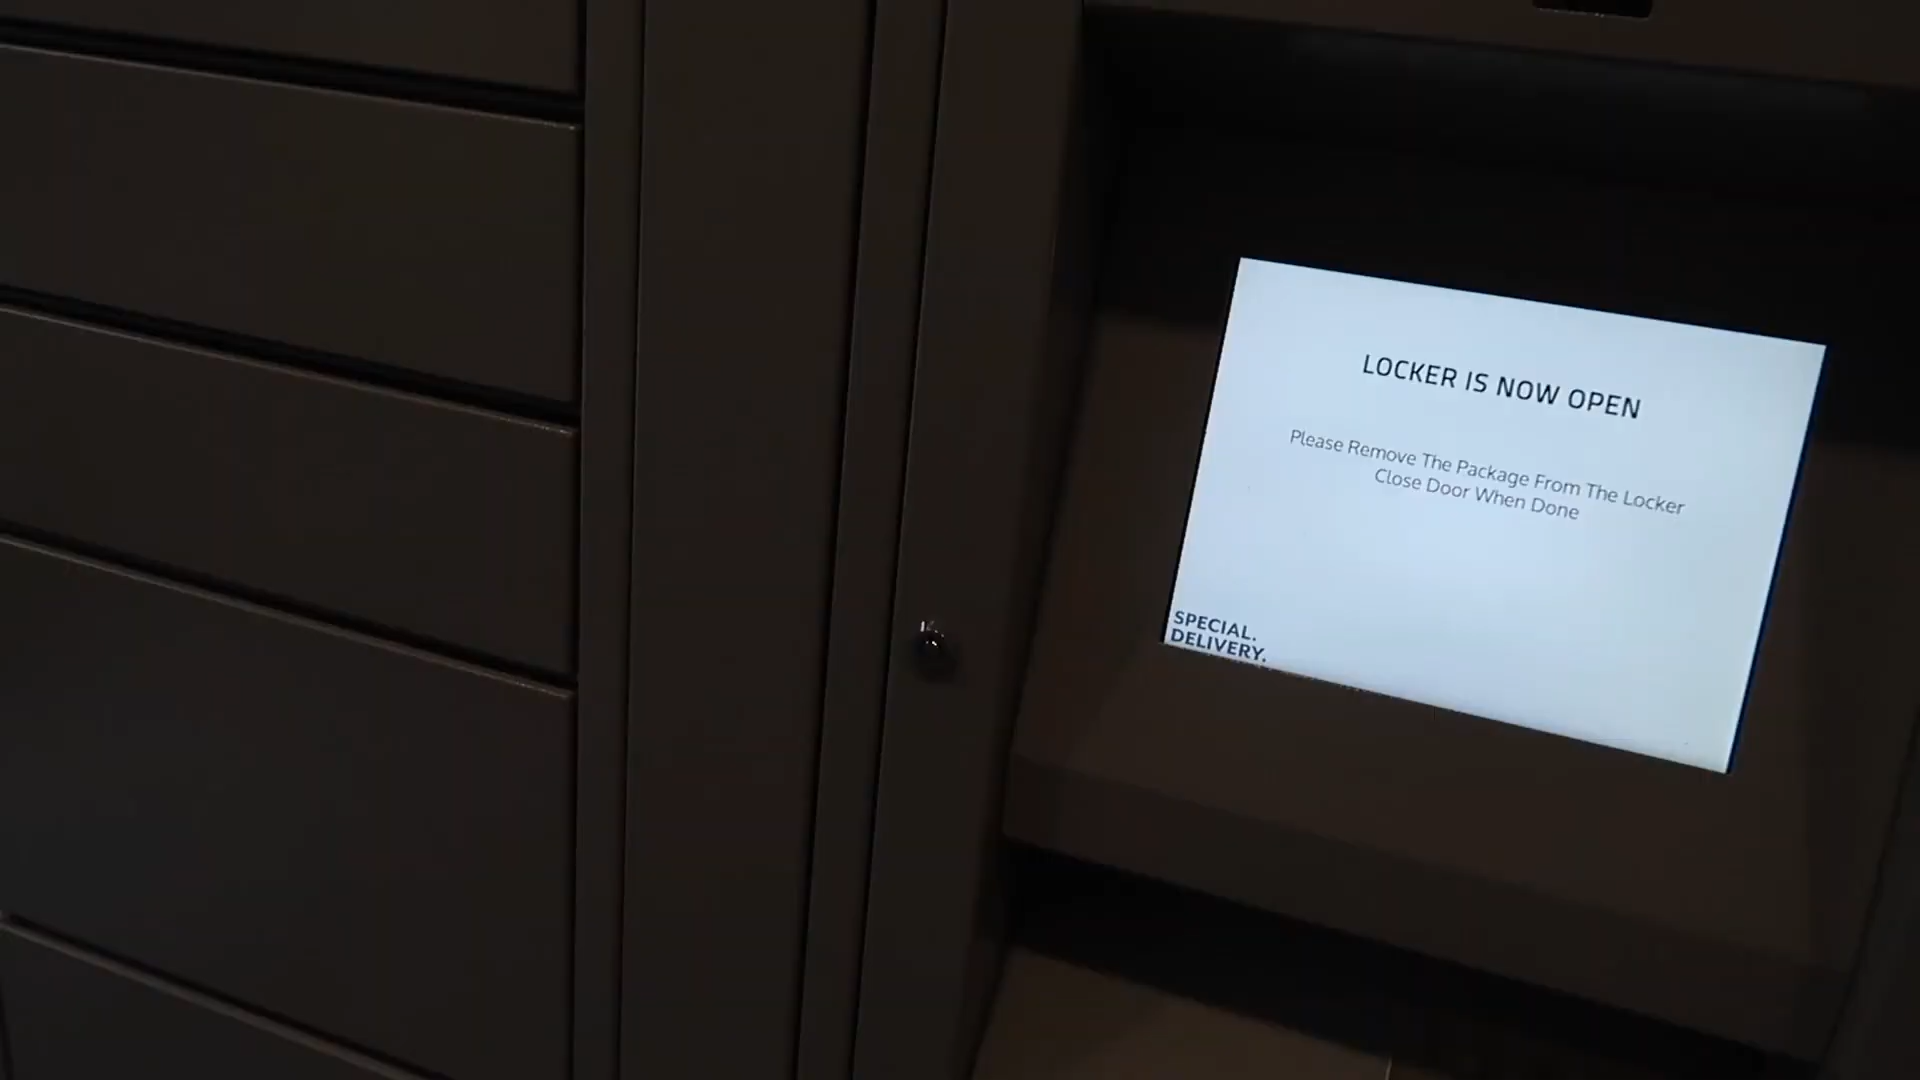 LOCKER IS NOW OPEN
Please Remove The Package From The Locker
Close Door When Done
SPECIAL.
DELIVERY.